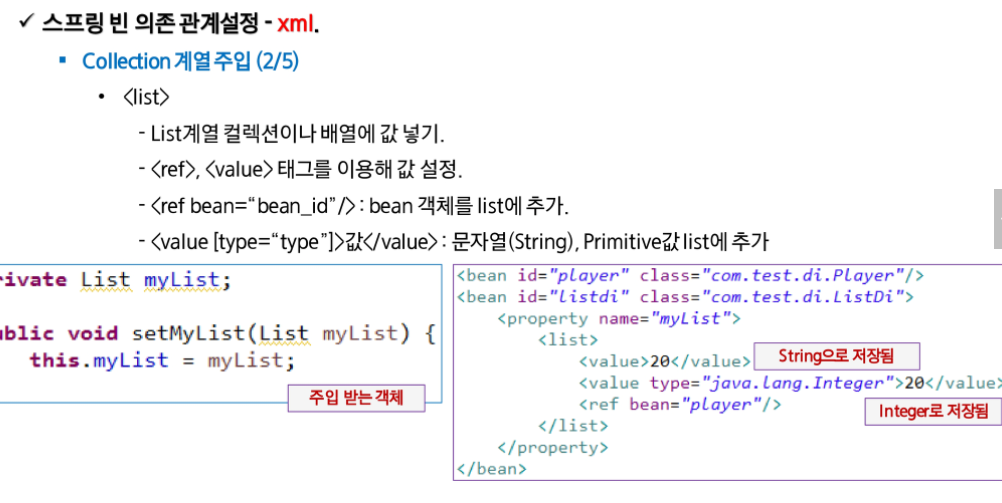 ✓ 스프링 빈 의존 관계설정 - xml.
▪ Collection 계열 주입 (2/5)
• <list>
- List계열 컬렉션이나 배열에 값 넣기.
- <ref>, <value> 태그를 이용해 값 설정.
- <ref bean=“bean_id”/> : bean 객체를 list에 추가.
- <value [type=“type”]>값</value> : 문자열(String), Primitive값 list에 추가
rivate List myList;
ublic void setMyList(List myList) {
this.myList = myList;
주입 받는 객체
<bean id="player" class="com.test.di.Player"/>
<bean id="listdi" class="com.test.di.ListDi">
<property name="myList">
<list>
<value>20</value> String으로 저장됨
<value type="java.lang.Integer">20</value>
<ref bean="player"/> Integer로 저장됨
</list>
</property>
</bean>